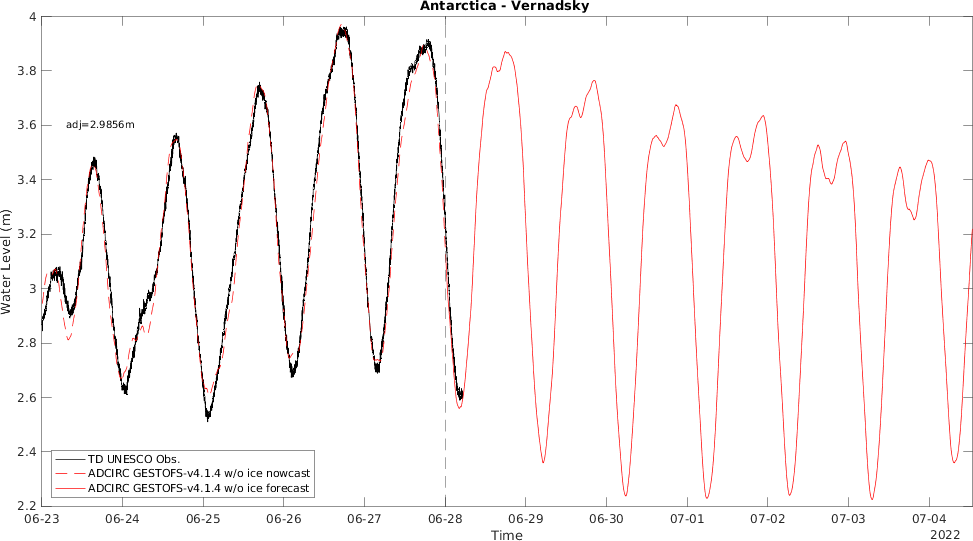 Antarctica - Vernadsky
4
3.8
3.6
3.4
3.2
3
2.8
2.6
2.4
2.2
Water Level (m)
adj=2.9856m
TD UNESCO Obs.
ADCIRC GESTOFS-v4.1.4 w/o ice nowcast
ADCIRC GESTOFS-v4.1.4 w/o ice forecast
06-23 06-24 06-25 06-26 06-27 06-28 06-29 06-30 07-01 07-02 07-03 07-04
Time
2022